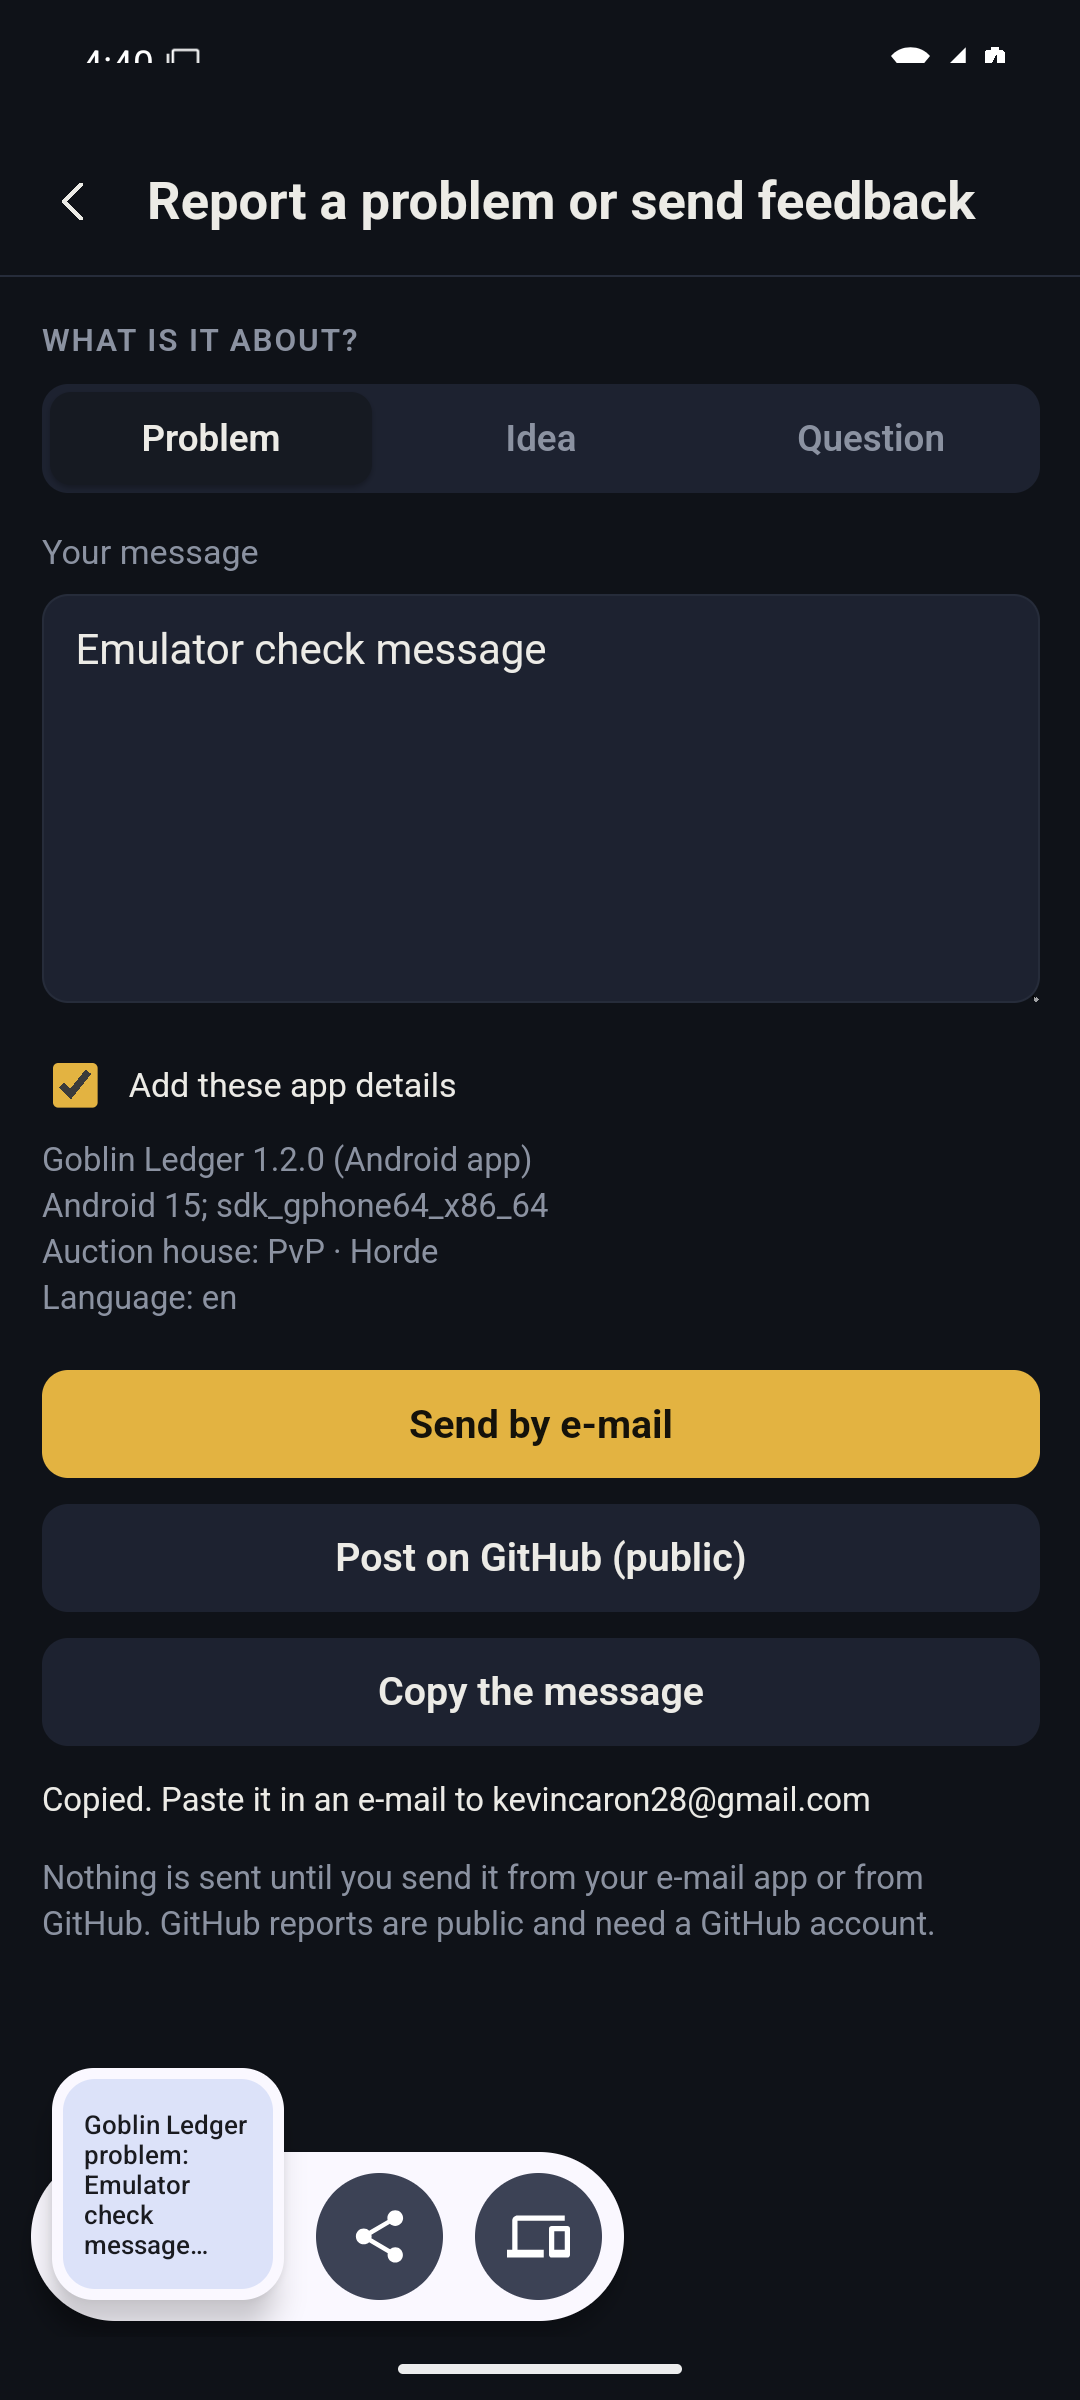 4:40
Report a problem or send feedback
WHAT IS IT ABOUT?
Problem
Idea
Question
Your message
Emulator check message
Add these app details
Goblin Ledger 1.2.0 (Android app)
Android 15; sdk_gphone64_x86_64
Auction house: PvP · Horde
Language: en
Send by e-mail
Post on GitHub (public)
Copy the message
Copied. Paste it in an e-mail to kevincaron28@gmail.com
Nothing is sent until you send it from your e-mail app or from
GitHub. GitHub reports are public and need a GitHub account.
Goblin Ledger
problem:
Emulator
check
message…